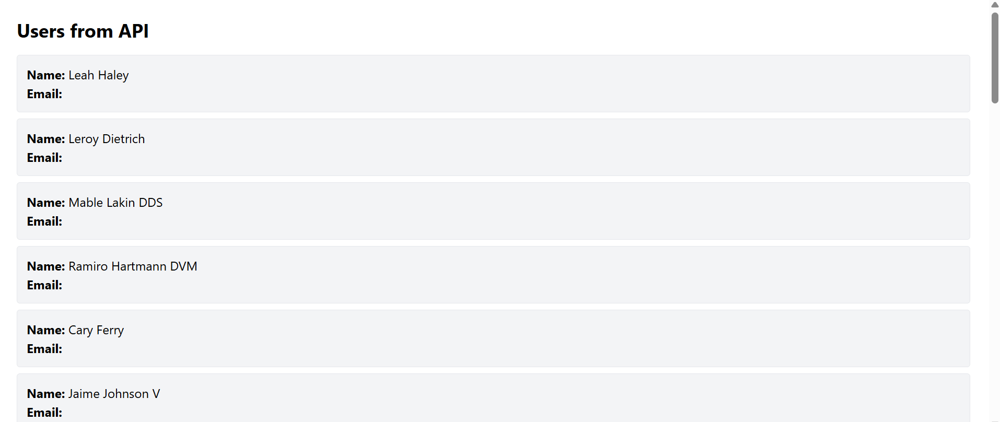 Users from API
Name: Leah Haley
Email:
Name: Leroy Dietrich
Email:
Name: Mable Lakin DDS
Email:
Name: Ramiro Hartmann DVM
Email:
Name: Cary Ferry
Email:
Name: Jaime Johnson V
Email: